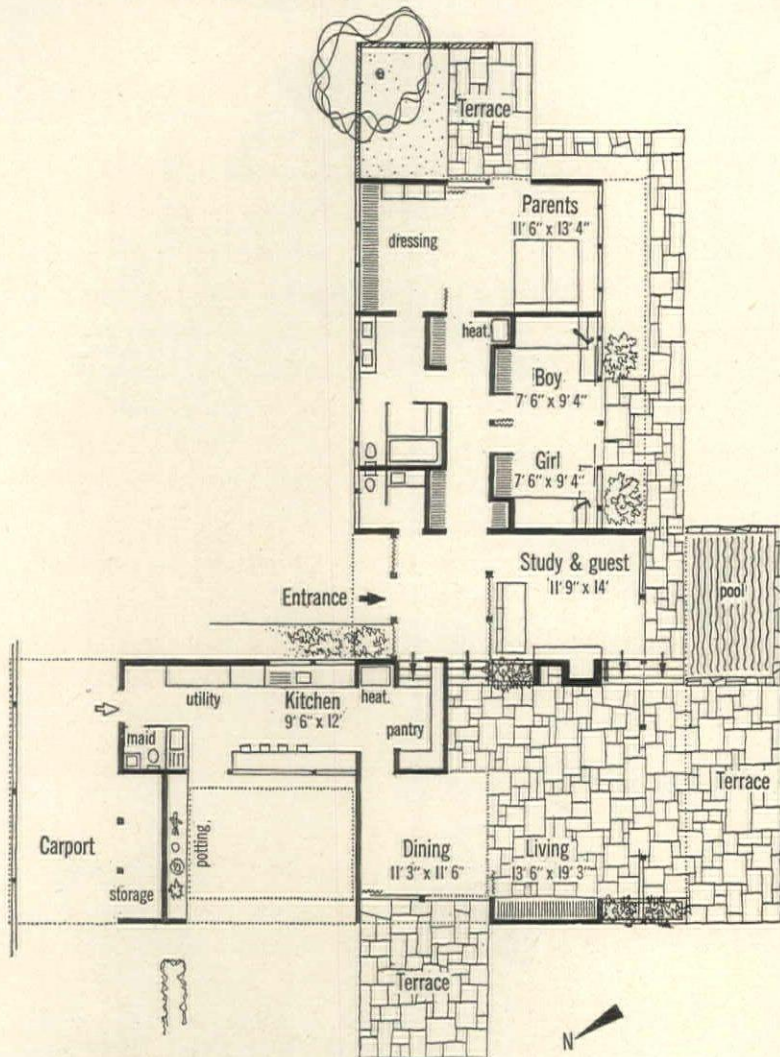 Terrace
Parents
11' 6" x 13' 4"
dressing
heat.
Boy
7' 6" x 9' 4"
Girl
7' 6" x 9' 4"
Study & guest
11' 9" x 14'
Entrance
pool
utility
Kitchen
9' 6" x 12'
heat.
pantry
maid
Terrace
Carport
potting
Dining
11' 3" x 11' 6"
Living
13' 6" x 19' 3"
storage
Terrace
N